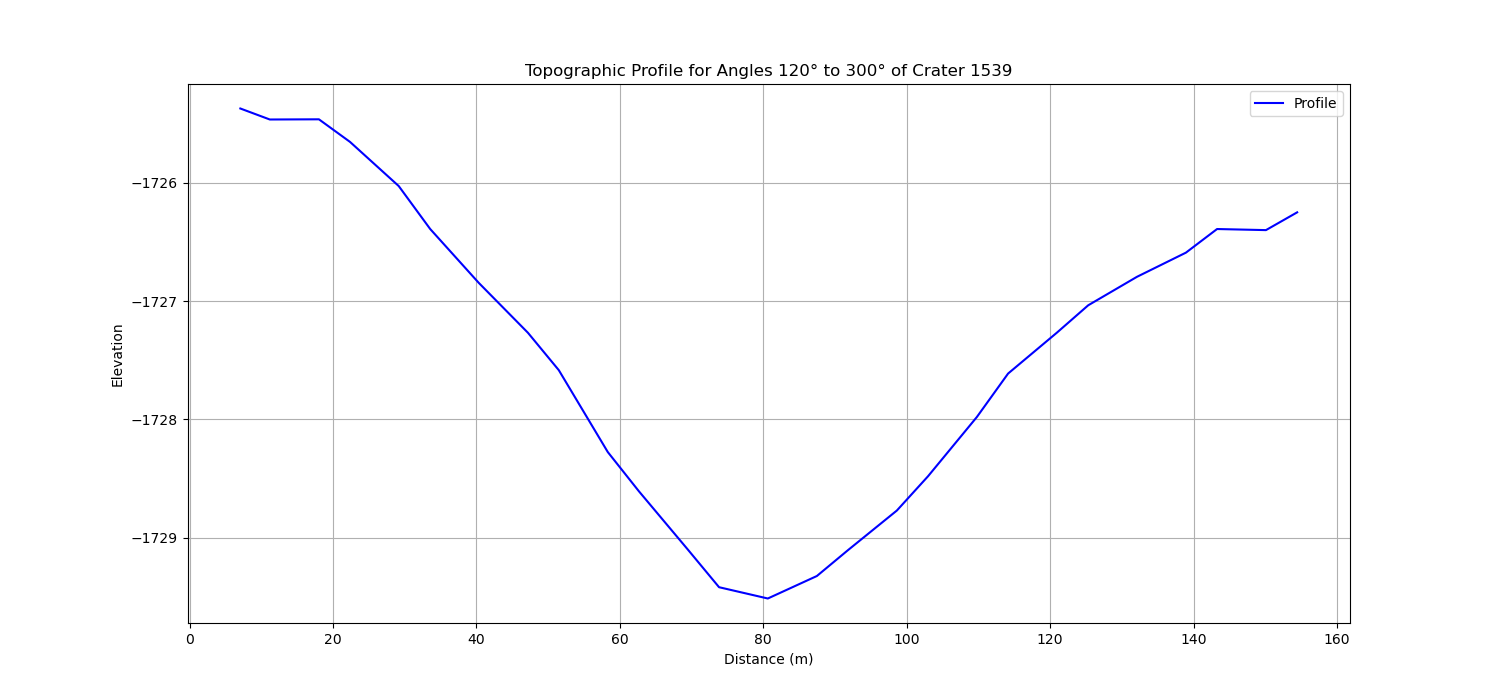 Topographic Profile for Angles 120° to 300° of Crater 1539
Profile
−1726
−1727
−1728
−1729
Elevation
0 20 40 60 80 100 120 140 160
Distance (m)